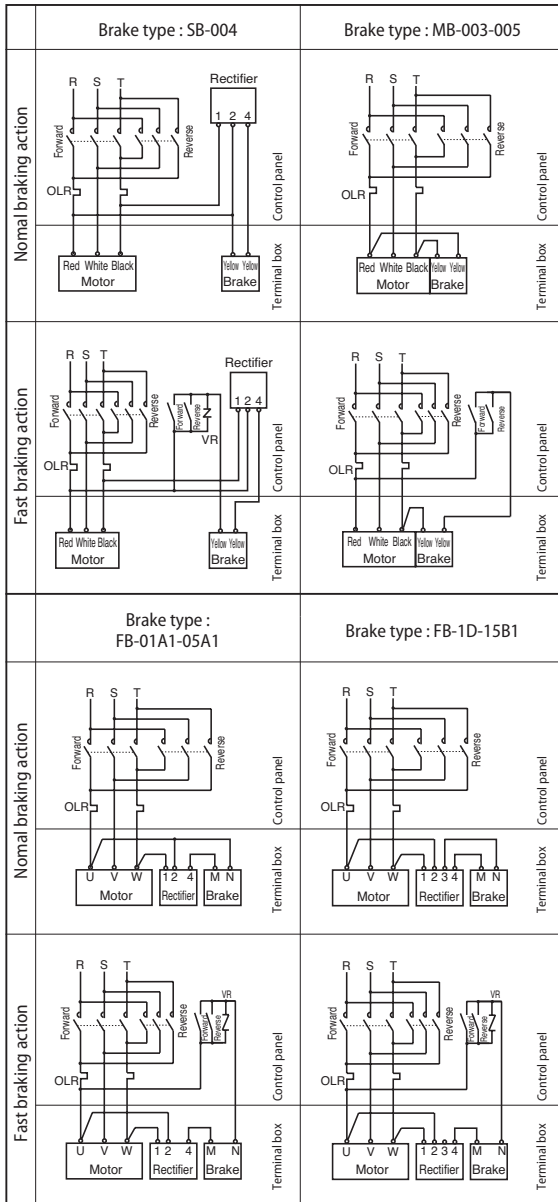 Brake type : SB-004
Brake type : MB-003-005
Nomal braking action
R S T
Rectifier
1 2 4
Forward
Reverse
OLR
Control panel
Red White Black
Motor
Yellow Yellow
Brake
Terminal box
R S T
Forward
Reverse
OLR
Control panel
Red White Black
Motor
Yellow Yellow
Brake
Terminal box
Fast braking action
R S T
Rectifier
1 2 4
Forward
Reverse
Forward
Reverse
VR
OLR
Control panel
Red White Black
Motor
Yellow Yellow
Brake
Terminal box
R S T
Forward
Reverse
Forward
Reverse
OLR
Control panel
Red White Black
Motor
Yellow Yellow
Brake
Terminal box
Brake type :
FB-01A1-05A1
Brake type : FB-1D-15B1
Nomal braking action
R S T
Forward
Reverse
OLR
Control panel
U V W
Motor
1 2 4
Rectifier
M N
Brake
Terminal box
R S T
Forward
Reverse
OLR
Control panel
U V W
Motor
1 2 3 4
Rectifier
M N
Brake
Terminal box
Fast braking action
R S T
VR
Forward
Reverse
Forward
Reverse
OLR
Control panel
U V W
Motor
1 2 4
Rectifier
M N
Brake
Terminal box
R S T
VR
Forward
Reverse
Forward
Reverse
OLR
Control panel
U V W
Motor
1 2 3 4
Rectifier
M N
Brake
Terminal box